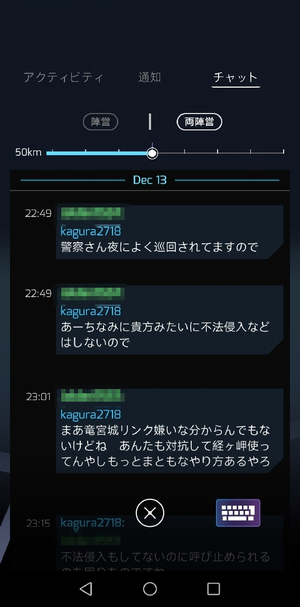 アクティビティ 通知 チャット
陣営 両陣営
50km
Dec 13
22:49
kagura2718
警察さん夜によく巡回されてますので
22:49
kagura2718
あーちなみに貴方みたいに不法侵入など
はしないので
23:01
kagura2718
まあ竜宮城リンク嫌いな分からんでもな
いけどね　あんたも対抗して経ヶ岬使っ
てんやしもっとまともなやり方あるやろ
23:15 kagura2718:
不法侵入もしてないのに呼び止められる